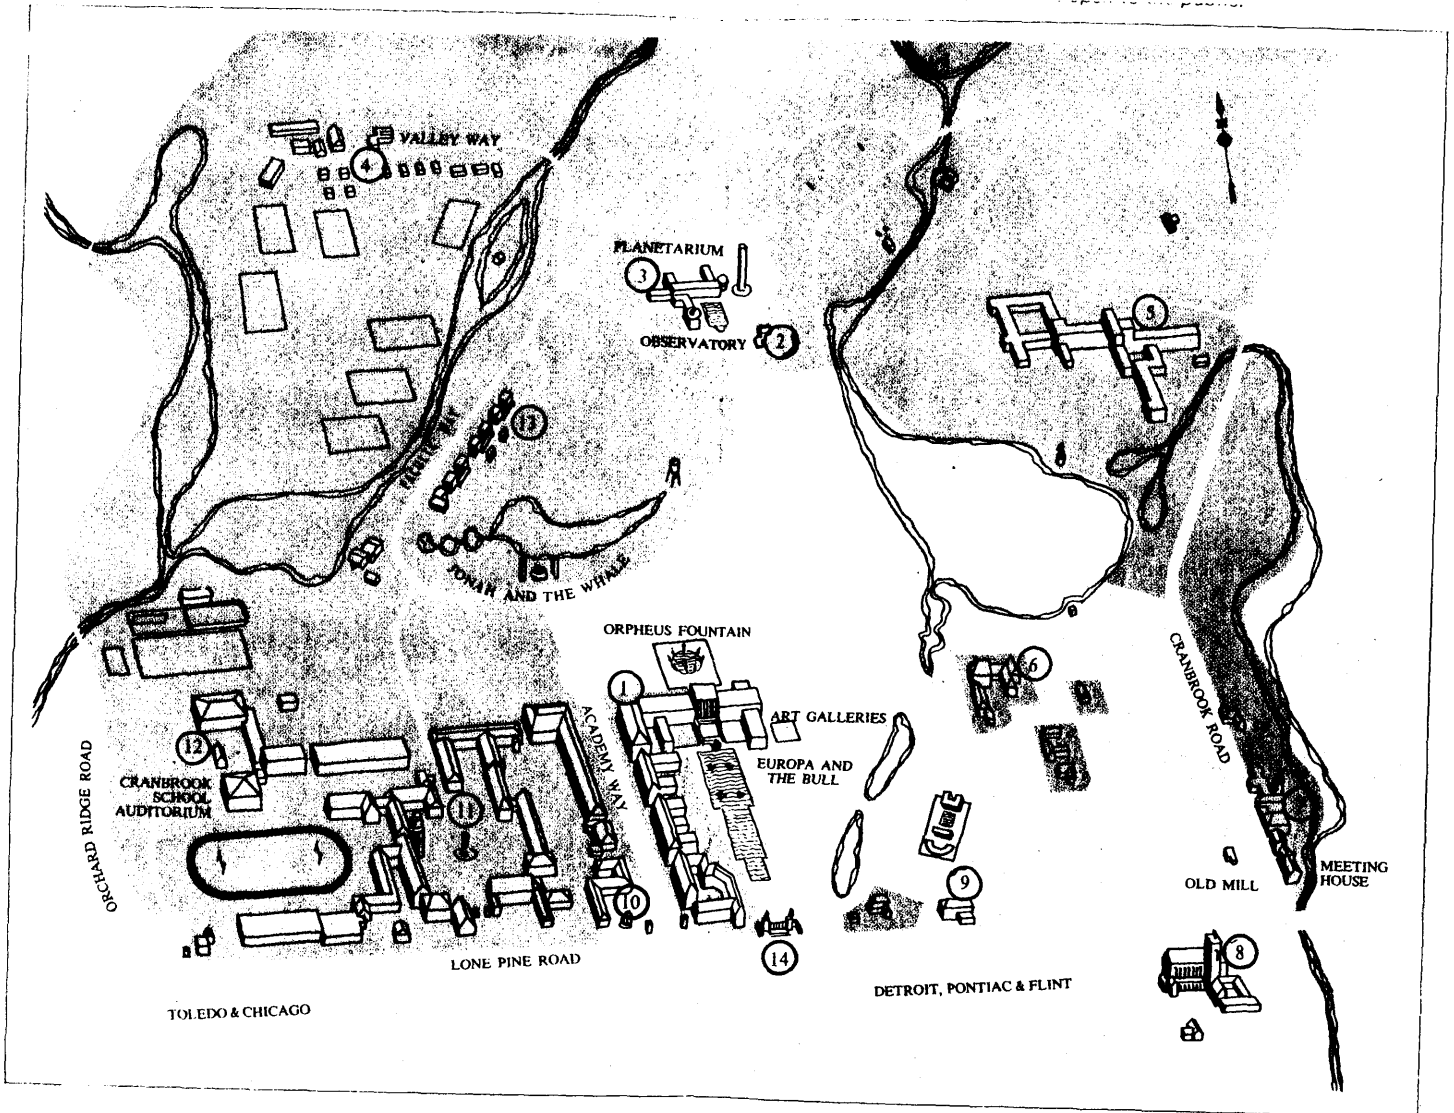 VALLEY WAY
4
PLANETARIUM
3
OBSERVATORY
2
5
13
WAY
JONAH AND THE WHALE
ORPHEUS FOUNTAIN
1
6
CRANBROOK ROAD
ACADEMY WAY
ART GALLERIES
EUROPA AND
THE BULL
ORCHARD RIDGE ROAD
12
CRANBROOK
SCHOOL
AUDITORIUM
11
10
9
OLD MILL
MEETING
HOUSE
14
8
LONE PINE ROAD
DETROIT, PONTIAC & FLINT
TOLEDO & CHICAGO